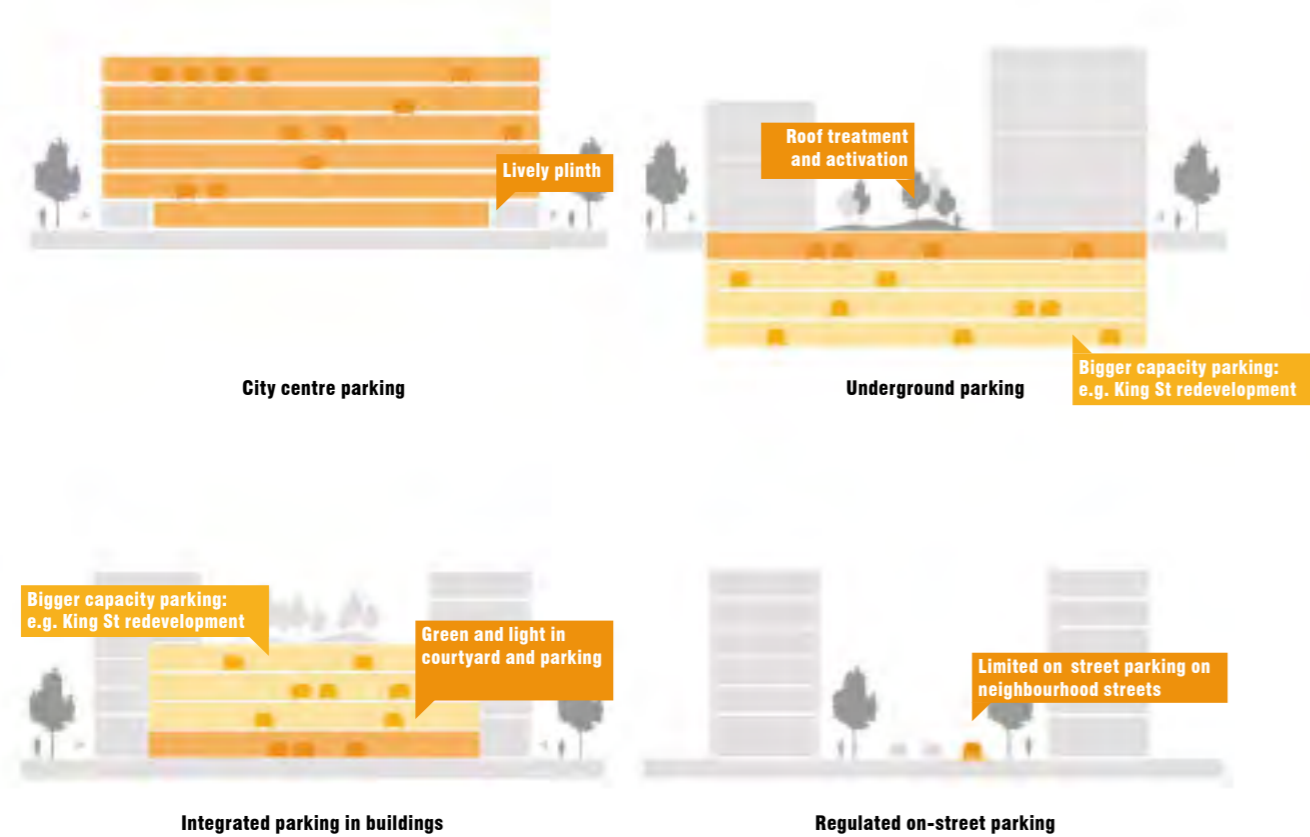 Lively plinth
City centre parking
Roof treatment
and activation
Bigger capacity parking:
e.g. King St redevelopment
Underground parking
Bigger capacity parking:
e.g. King St redevelopment
Green and light in
courtyard and parking
Integrated parking in buildings
Limited on street parking on
neighbourhood streets
Regulated on-street parking